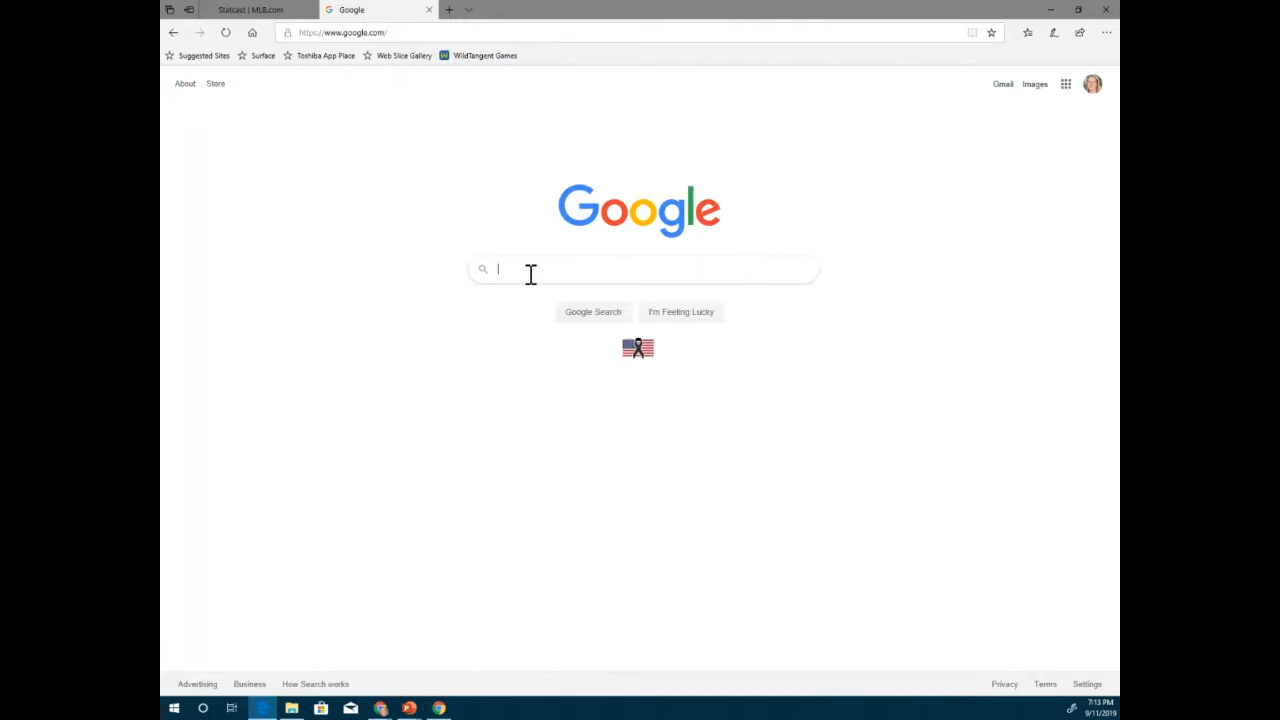 Statcast | MLB.com
Google
https://www.google.com/
Suggested Sites
Surface
Toshiba App Place
Web Slice Gallery
WildTangent Games
About
Store
Gmail
Images
Google
Google Search
I'm Feeling Lucky
Advertising
Business
How Search works
Privacy
Terms
Settings
7:13 PM
9/11/2019